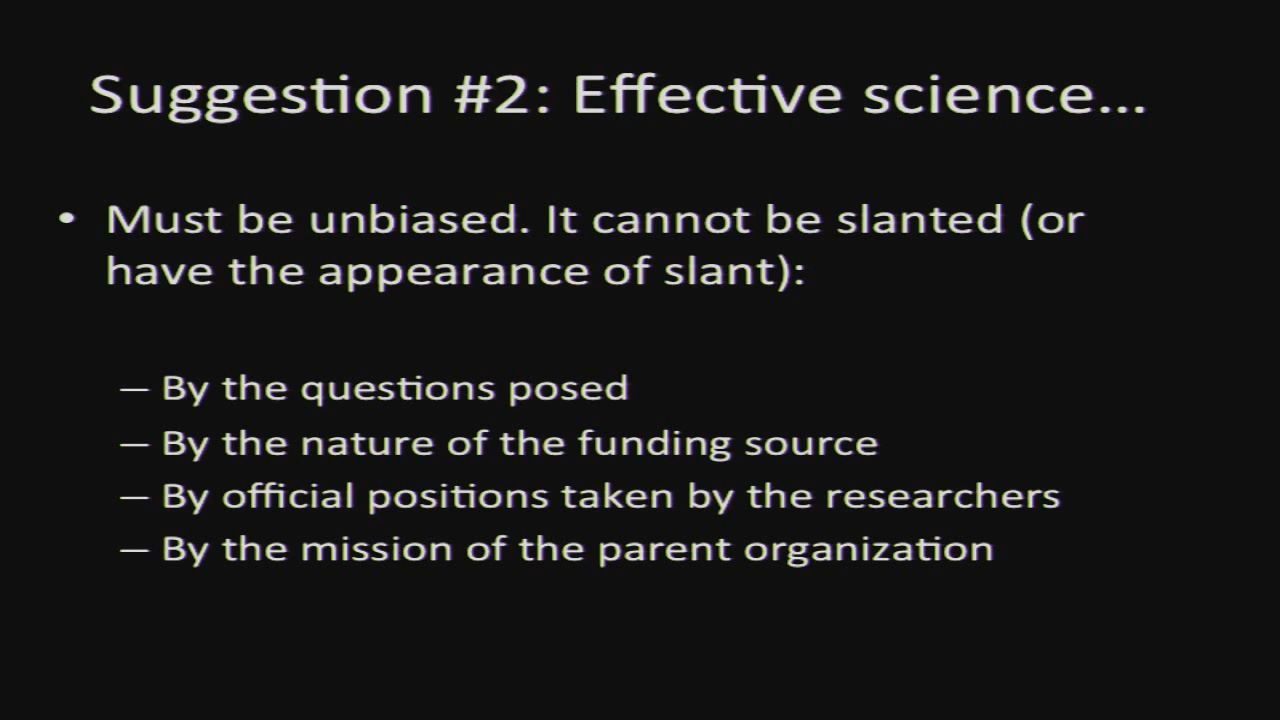 Suggestion #2: Effective science...
• Must be unbiased. It cannot be slanted (or
have the appearance of slant):
– By the questions posed
– By the nature of the funding source
– By official positions taken by the researchers
– By the mission of the parent organization